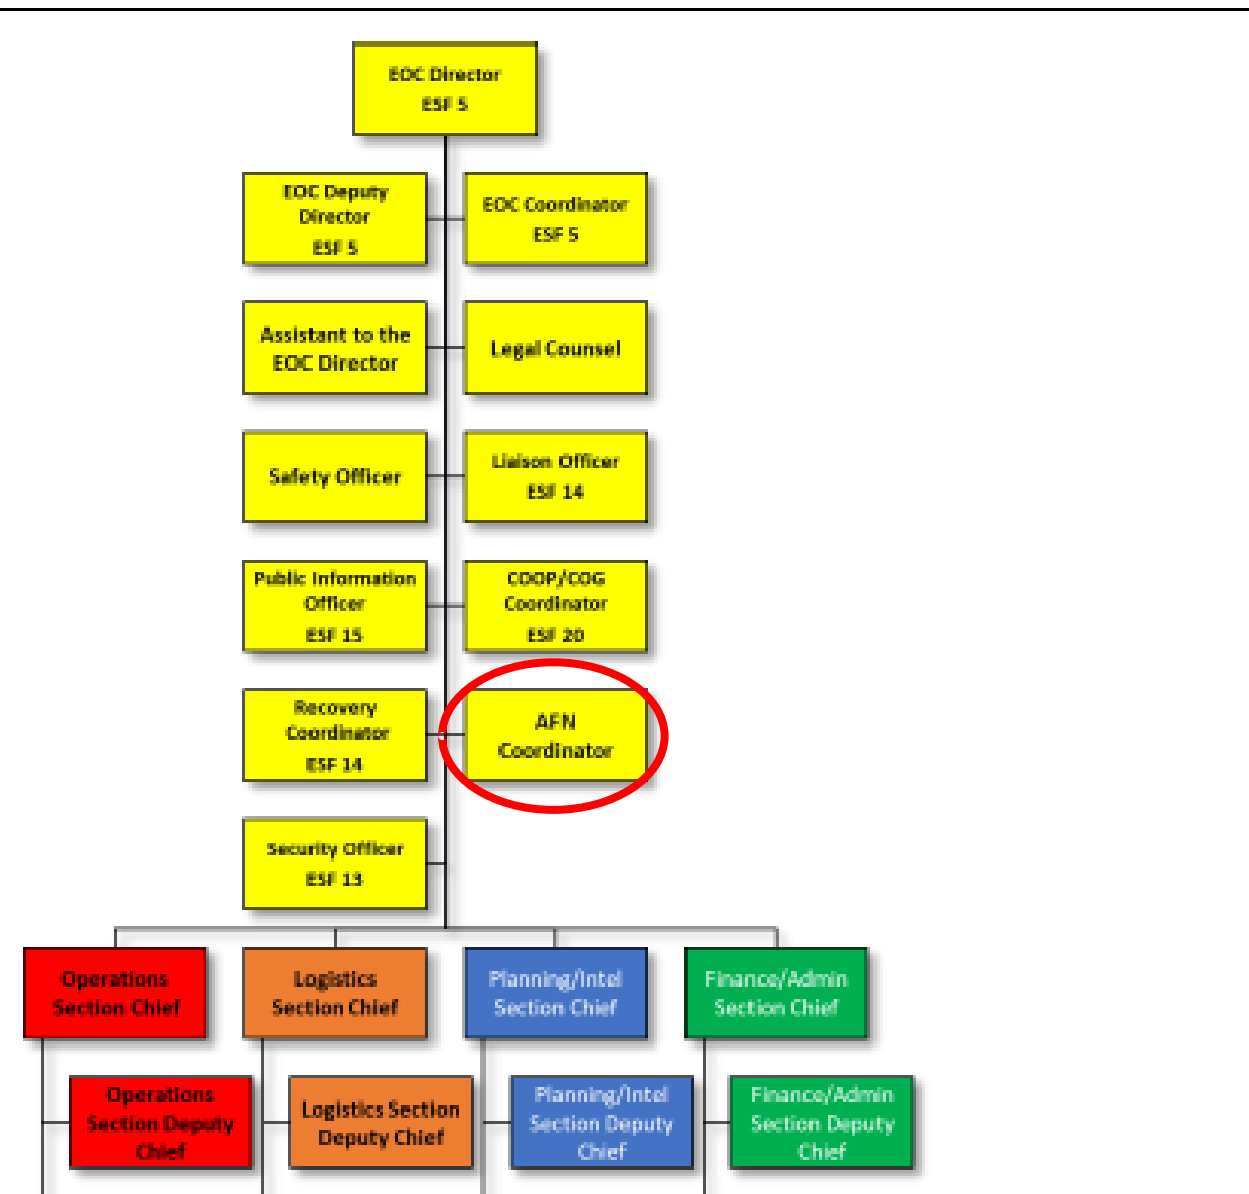 EOC Director
ESF 5
EOC Deputy
Director
ESF 5
EOC Coordinator
ESF 5
Assistant to the
EOC Director
Legal Counsel
Safety Officer
Liaison Officer
ESF 14
Public Information
Officer
ESF 15
COOP/COG
Coordinator
ESF 20
Recovery
Coordinator
ESF 14
AFN
Coordinator
Security Officer
ESF 13
Operations
Section Chief
Logistics
Section Chief
Planning/Intel
Section Chief
Finance/Admin
Section Chief
Operations
Section Deputy
Chief
Logistics Section
Deputy Chief
Planning/Intel
Section Deputy
Chief
Finance/Admin
Section Deputy
Chief